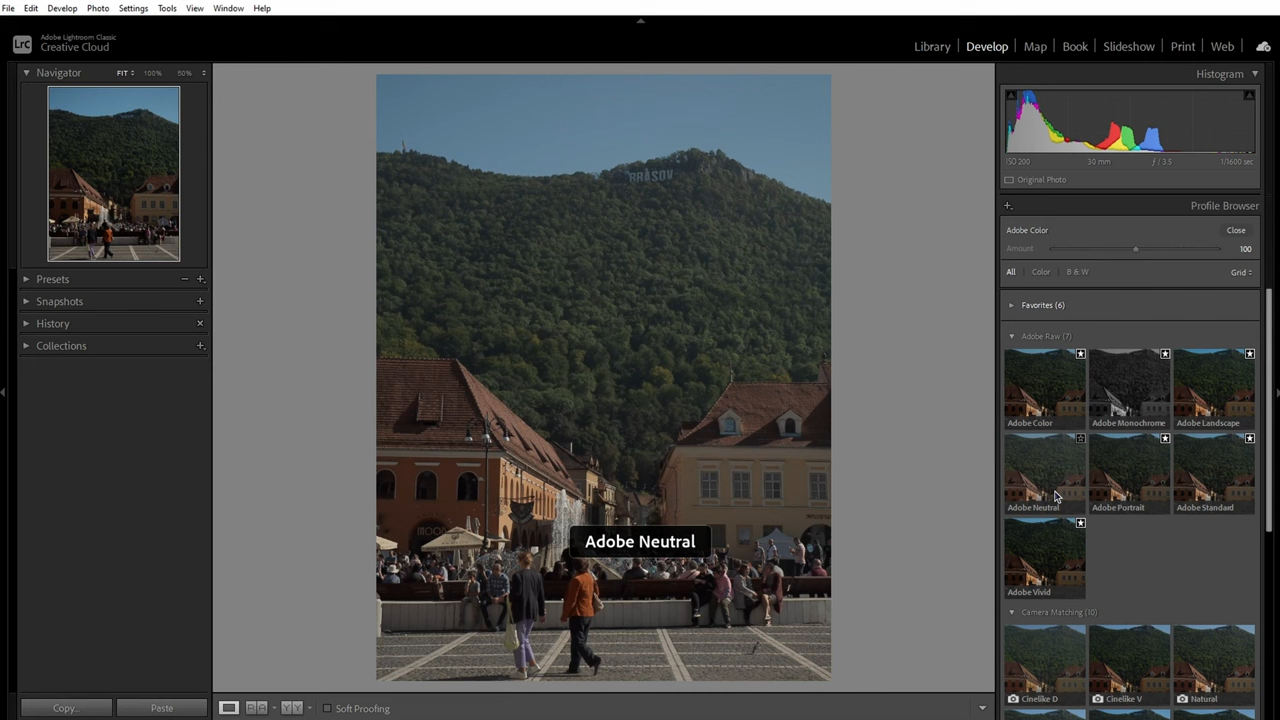 File Edit Develop Photo Settings Tools View Window Help
LrC
Adobe Lightroom Classic
Creative Cloud
Library Develop Map Book Slideshow Print Web
Navigator FIT 100% 50%
Presets
Snapshots
History
Collections
Copy... Paste
BRASOV
Adobe Neutral
Soft Proofing
Histogram
ISO 200 30 mm ƒ / 3.5 1/1600 sec
Original Photo
Profile Browser
Adobe Color Close
Amount 100
All Color B & W Grid
Favorites (6)
Adobe Raw (7)
Adobe Color Adobe Monochrome Adobe Landscape
Adobe Neutral Adobe Portrait Adobe Standard
Adobe Vivid
Camera Matching (10)
Cinelike D Cinelike V Natural